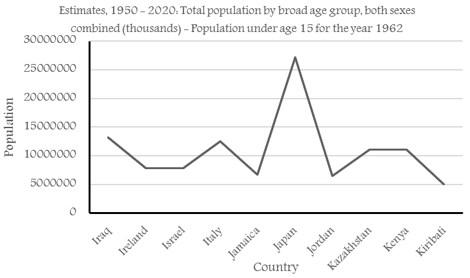 Estimates, 1950 - 2020: Total population by broad age group, both sexes
combined (thousands) - Population under age 15 for the year 1962
30000000
25000000
20000000
15000000
10000000
5000000
0
Population
Iraq
Ireland
Israel
Italy
Jamaica
Japan
Jordan
Kazakhstan
Kenya
Kiribati
Country